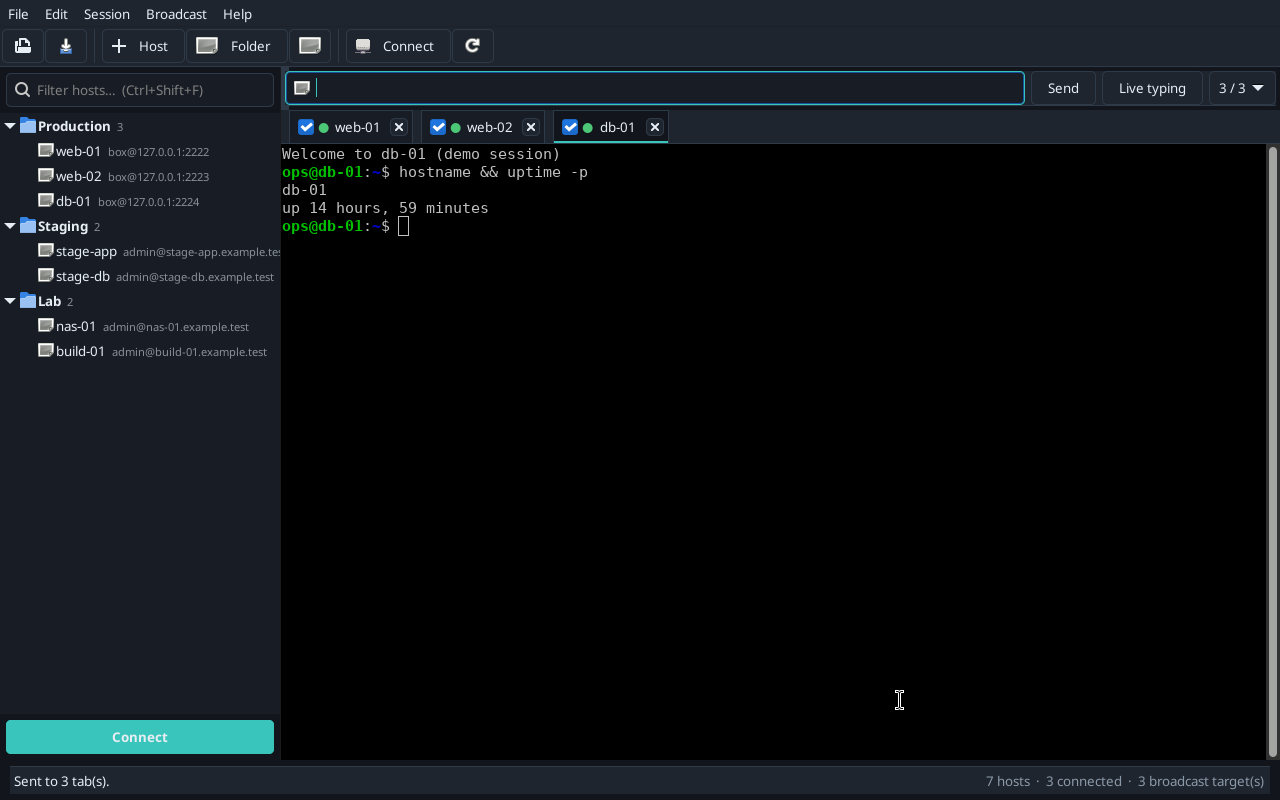 File Edit Session Broadcast Help
Host Folder Connect
Filter hosts... (Ctrl+Shift+F)
Send Live typing 3 / 3
Production 3
web-01 box@127.0.0.1:2222
web-02 box@127.0.0.1:2223
db-01 box@127.0.0.1:2224
Staging 2
stage-app admin@stage-app.example.tes
stage-db admin@stage-db.example.test
Lab 2
nas-01 admin@nas-01.example.test
build-01 admin@build-01.example.test
Connect
web-01 web-02 db-01
Welcome to db-01 (demo session)
ops@db-01:~$ hostname && uptime -p
db-01
up 14 hours, 59 minutes
ops@db-01:~$
Sent to 3 tab(s).
7 hosts · 3 connected · 3 broadcast target(s)